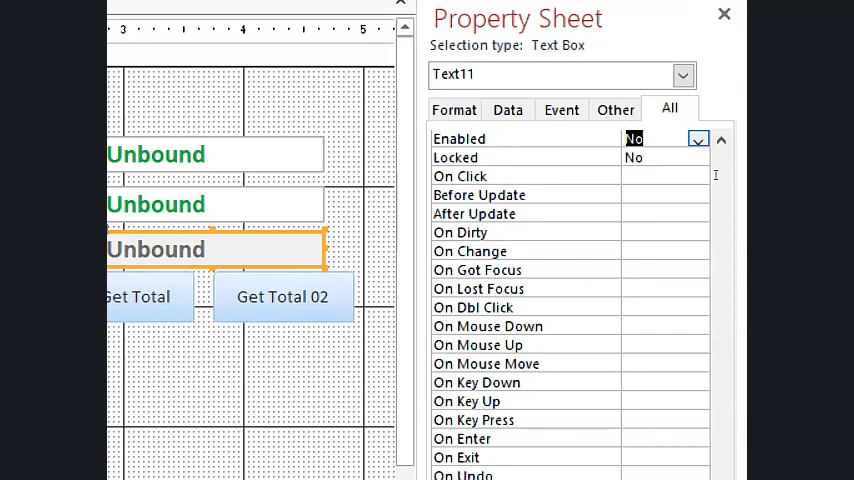 Property Sheet
Selection type: Text Box
Text11
Format Data Event Other All
3 4 5
Unbound
Unbound
Unbound
Get Total Get Total 02
Enabled No
Locked No
On Click
Before Update
After Update
On Dirty
On Change
On Got Focus
On Lost Focus
On Dbl Click
On Mouse Down
On Mouse Up
On Mouse Move
On Key Down
On Key Up
On Key Press
On Enter
On Exit
On Undo